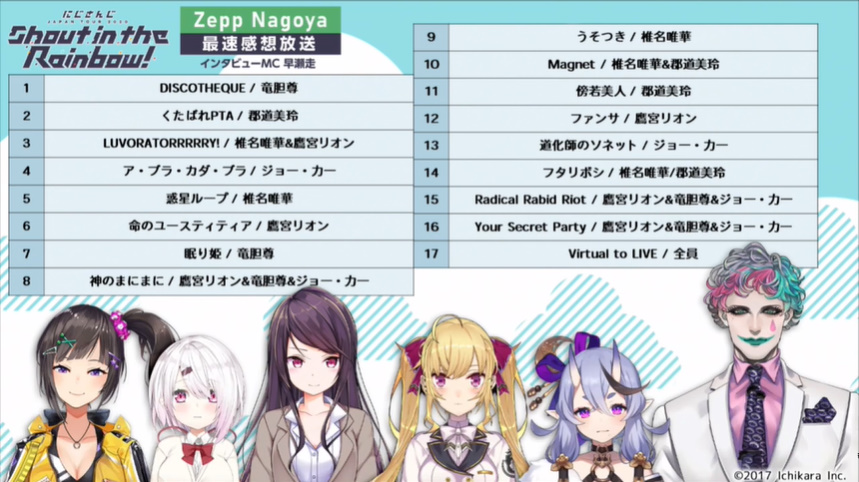 にじさんじ
JAPAN TOUR 2020
Shout in the
Rainbow!
Zepp Nagoya
最速感想放送
インタビューMC 早瀬走
1 DISCOTHEQUE / 竜胆尊
2 くたばれPTA / 郡道美玲
3 LUVORATORRRRRY! / 椎名唯華&鷹宮リオン
4 ア・ブラ・カダ・ブラ / ジョー・力一
5 惑星ループ / 椎名唯華
6 命のユースティティア / 鷹宮リオン
7 眠り姫 / 竜胆尊
8 神のまにまに / 鷹宮リオン&竜胆尊&ジョー・力一
9 うそつき / 椎名唯華
10 Magnet / 椎名唯華&郡道美玲
11 傍若美人 / 郡道美玲
12 ファンサ / 鷹宮リオン
13 道化師のソネット / ジョー・力一
14 フタリボシ / 椎名唯華/郡道美玲
15 Radical Rabid Riot / 鷹宮リオン&竜胆尊&ジョー・力一
16 Your Secret Party / 鷹宮リオン&竜胆尊&ジョー・力一
17 Virtual to LIVE / 全員
©2017 Ichikara Inc.